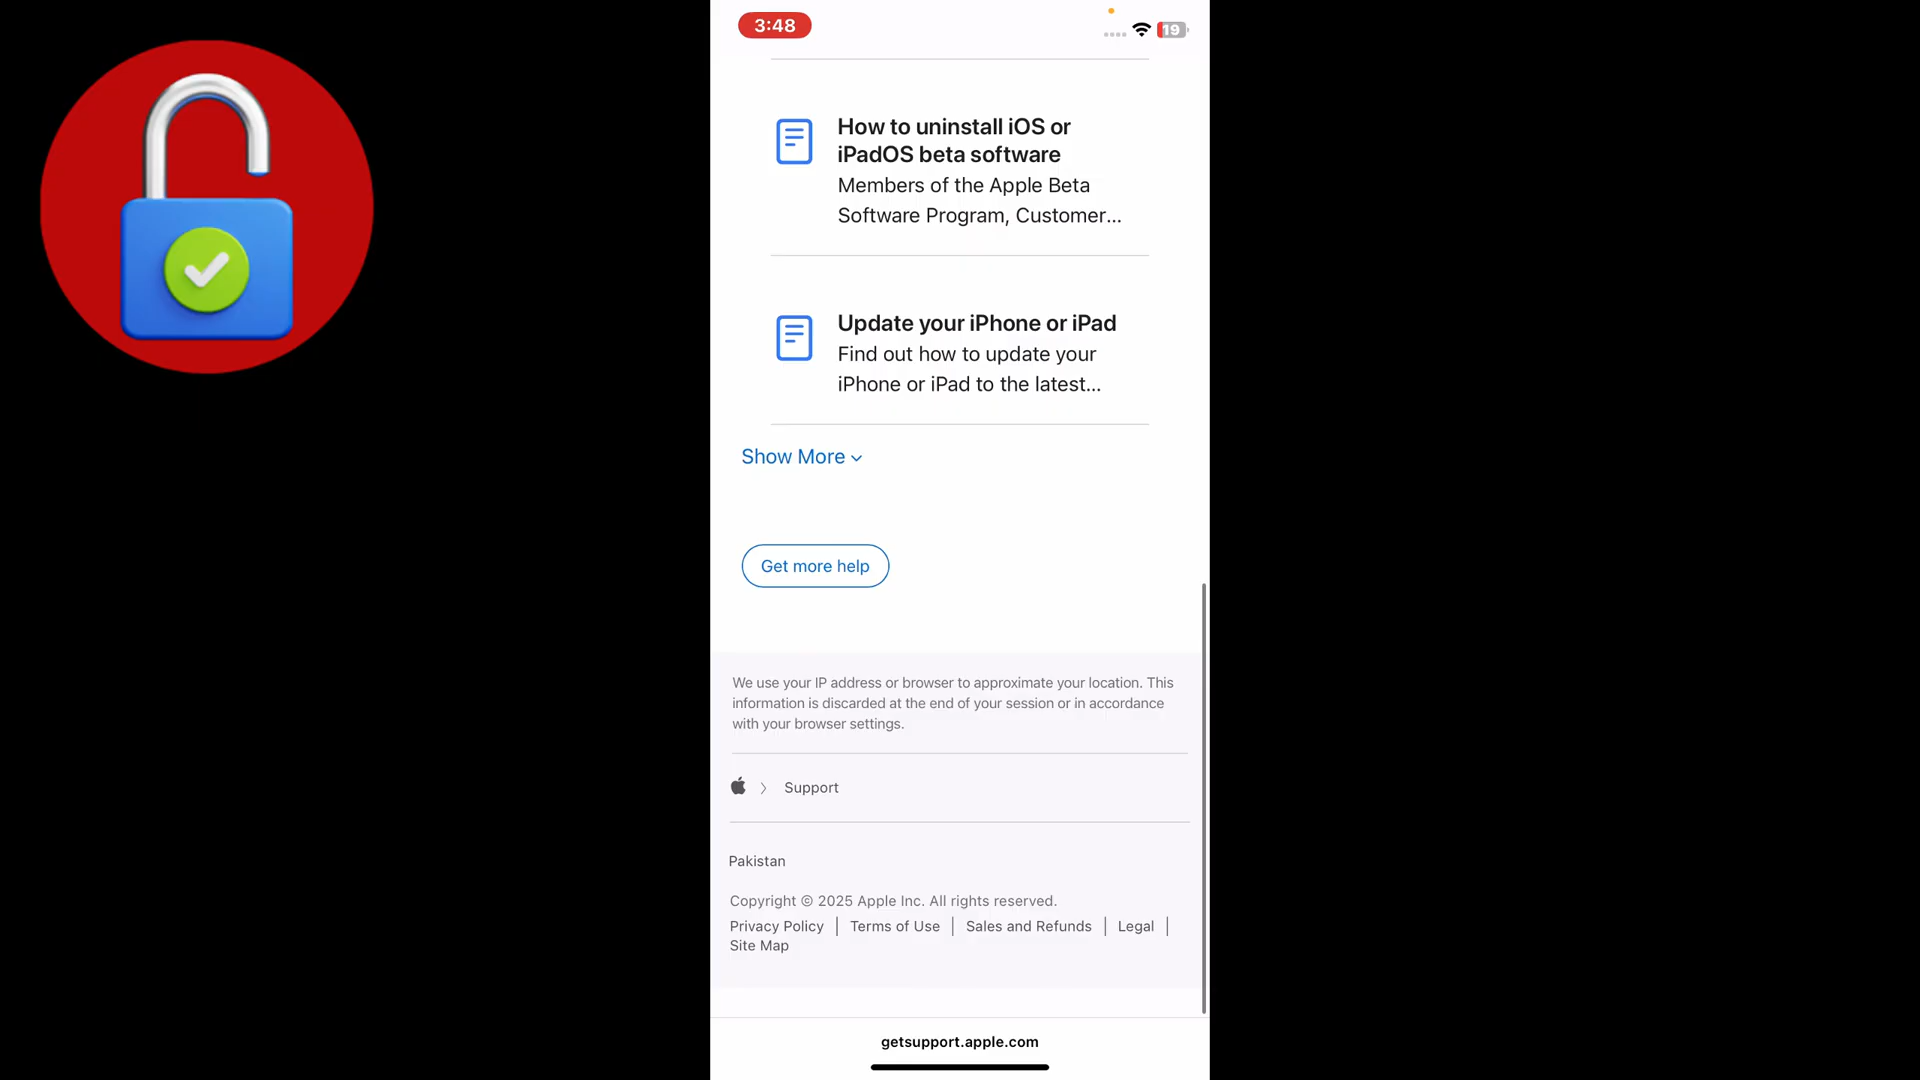 3:48
19
How to uninstall iOS or
iPadOS beta software
Members of the Apple Beta
Software Program, Customer...
Update your iPhone or iPad
Find out how to update your
iPhone or iPad to the latest...
Show More
Get more help
We use your IP address or browser to approximate your location. This
information is discarded at the end of your session or in accordance
with your browser settings.
Support
Pakistan
Copyright © 2025 Apple Inc. All rights reserved.
Privacy Policy | Terms of Use | Sales and Refunds | Legal |
Site Map
getsupport.apple.com